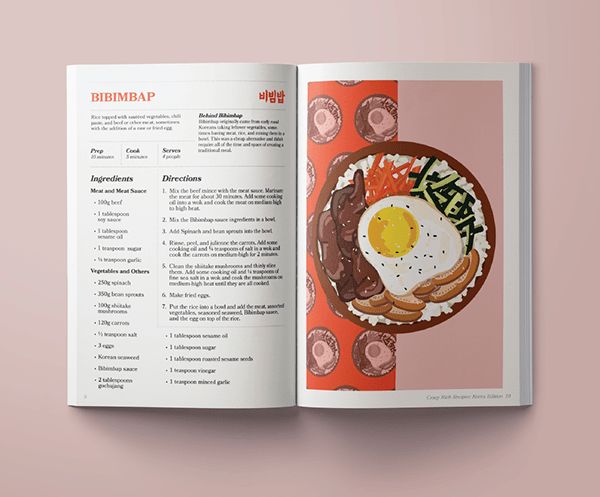 BIBIMBAP
비빔밥
Rice topped with sauteed vegetables, chili
paste, and beef or other meat, sometimes
with the addition of a raw or fried egg.
Behind Bibimbap
Bibimbap originally came from early rural
Koreans taking leftover vegetables, some
times having meat, rice, and mixing them in a
bowl. This was a cheap alternative and didn't
require all of the time and space of creating a
traditional meal.
Prep
10 minutes
Cook
5 minutes
Serves
4 people
Ingredients
Meat and Meat Sauce
• 100g beef
• 1 tablespoon
soy sauce
• 1 tablespoon
sesame oil
• 1 teaspoon sugar
• ¼ teaspoon garlic
Vegetables and Others
• 250g spinach
• 350g bean sprouts
• 100g shiitake
mushrooms
• 120g carrots
• ½ teaspoon salt
• 3 eggs
• Korean seaweed
• Bibimbap sauce
• 2 tablespoons
gochujang
Directions
1. Mix the beef mince with the meat sauce. Marinate
the meat for about 30 minutes. Add some cooking
oil into a wok and cook the meat on medium high
to high heat.
2. Mix the Bibimbap sauce ingredients in a bowl.
3. Add Spinach and bean sprouts into the bowl.
4. Rinse, peel, and julienne the carrots. Add some
cooking oil and ¼ teaspoons of salt in a wok and
cook the carrots on medium-high for 2 minutes.
5. Clean the shiitake mushrooms and thinly slice
them. Add some cooking oil and ¼ teaspoons of
fine sea salt in a wok and cook the mushrooms on
medium-high heat until they are all cooked.
6. Make fried eggs.
7. Put the rice into a bowl and add the meat, assorted
vegetables, seasoned seaweed, Bibimbap sauce,
and the egg on top of the rice.
• 1 tablespoon sesame oil
• 1 tablespoon sugar
• 1 tablespoon roasted sesame seeds
• 1 teaspoon vinegar
• 1 teaspoon minced garlic
Crazy Rich Recipes: Korea Edition